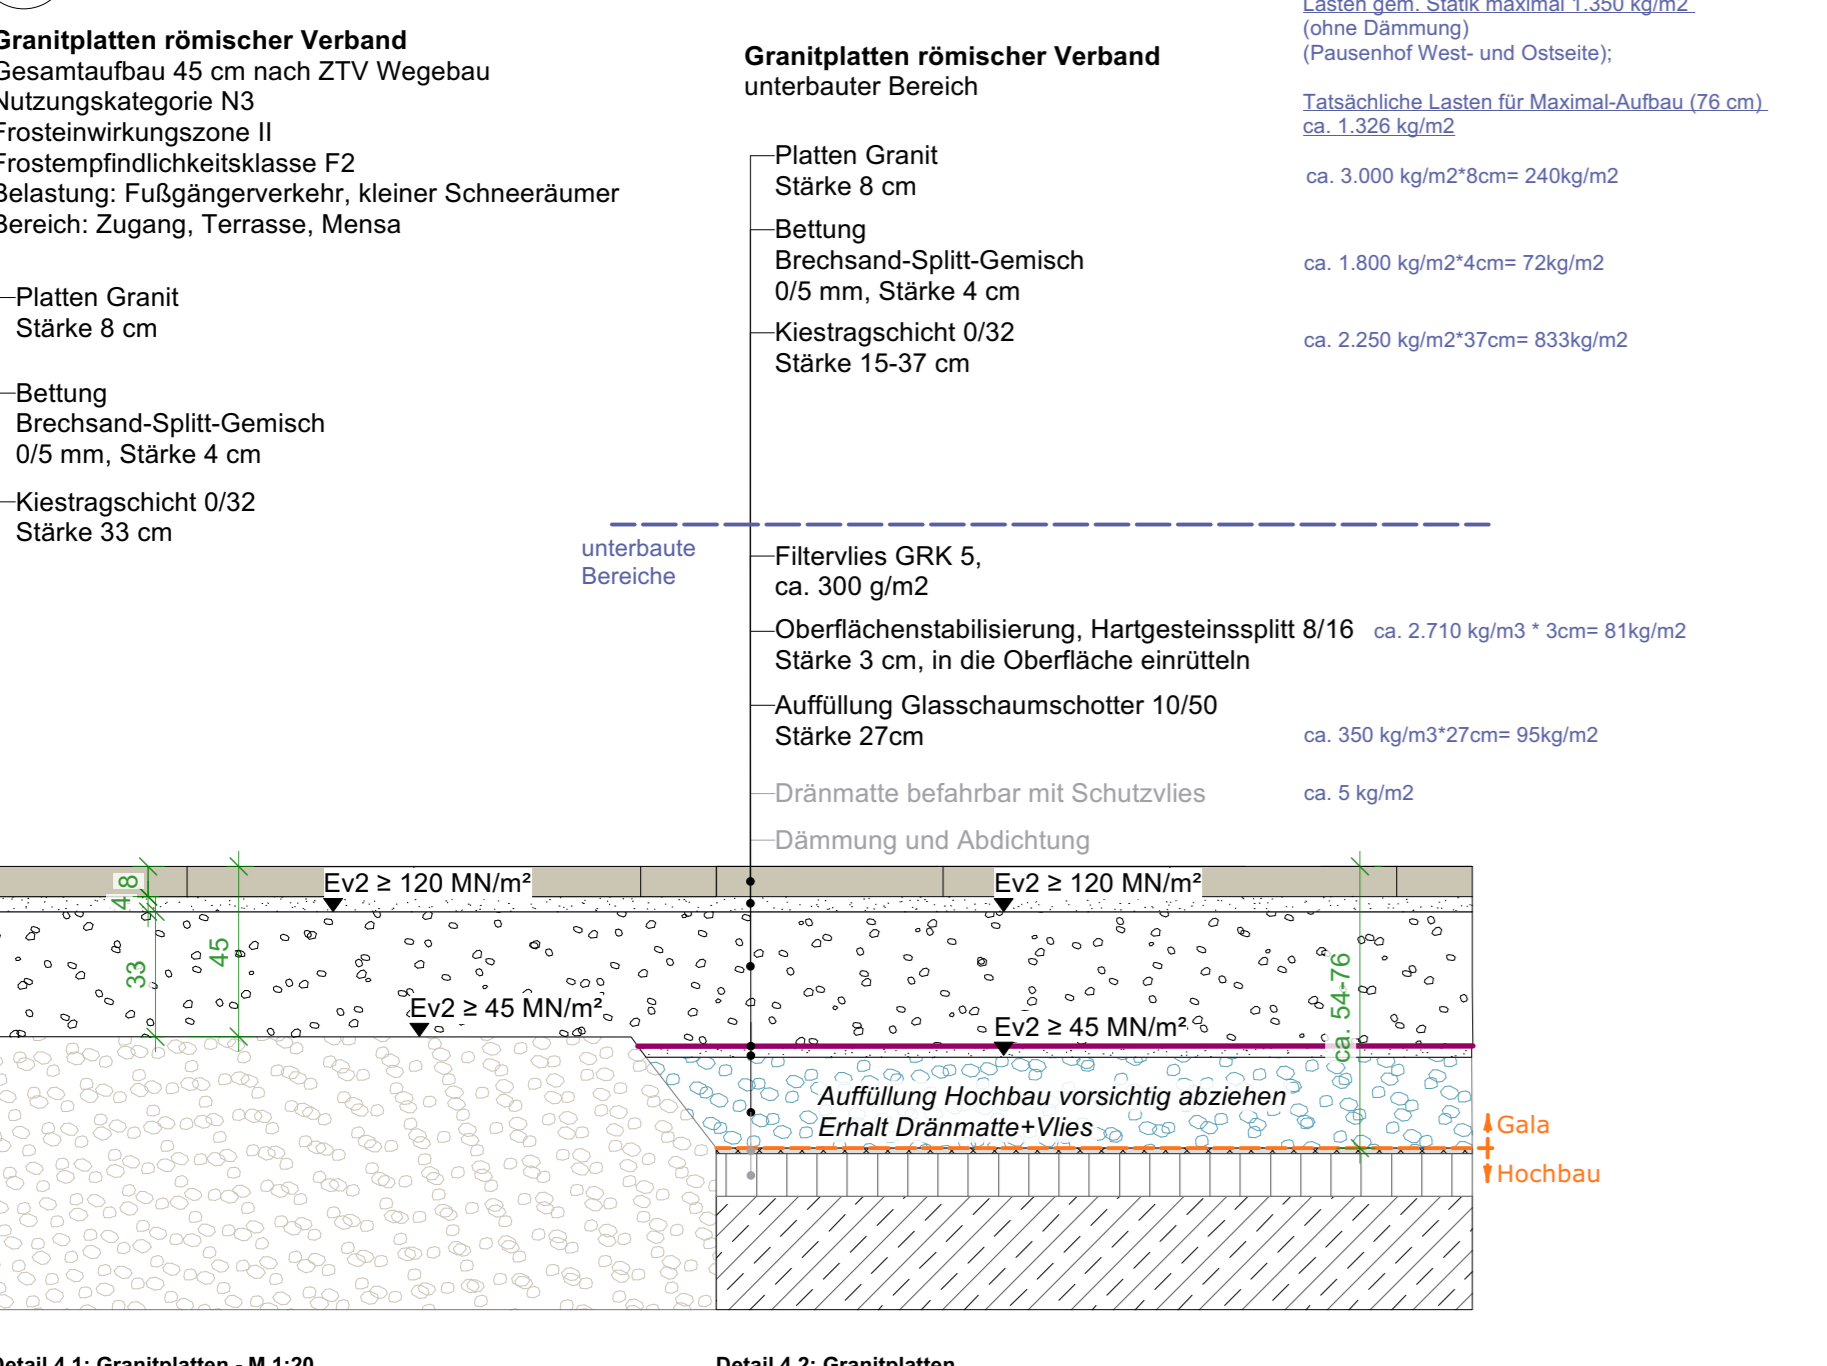 Granitplatten römischer Verband
Gesamtaufbau 45 cm nach ZTV Wegebau
Nutzungskategorie N3
Frosteinwirkungszone II
Frostempfindlichkeitsklasse F2
Belastung: Fußgängerverkehr, kleiner Schneeräumer
Bereich: Zugang, Terrasse, Mensa
Platten Granit
Stärke 8 cm
Bettung
Brechsand-Splitt-Gemisch
0/5 mm, Stärke 4 cm
Kiestragschicht 0/32
Stärke 33 cm
Granitplatten römischer Verband
unterbauter Bereich
Platten Granit
Stärke 8 cm
Bettung
Brechsand-Splitt-Gemisch
0/5 mm, Stärke 4 cm
Kiestragschicht 0/32
Stärke 15-37 cm
unterbaute
Bereiche
Filtervlies GRK 5,
ca. 300 g/m2
Oberflächenstabilisierung, Hartgesteinssplitt 8/16
Stärke 3 cm, in die Oberfläche einrütteln
Auffüllung Glasschaumschotter 10/50
Stärke 27cm
Dränmatte befahrbar mit Schutzvlies
Dämmung und Abdichtung
Lasten gem. Statik maximal 1.350 kg/m2
(ohne Dämmung)
(Pausenhof West- und Ostseite);
Tatsächliche Lasten für Maximal-Aufbau (76 cm)
ca. 1.326 kg/m2
ca. 3.000 kg/m2*8cm= 240kg/m2
ca. 1.800 kg/m2*4cm= 72kg/m2
ca. 2.250 kg/m2*37cm= 833kg/m2
ca. 2.710 kg/m3 * 3cm= 81kg/m2
ca. 350 kg/m3*27cm= 95kg/m2
ca. 5 kg/m2
8
4
33
45
Ev2 ≥ 120 MN/m²
Ev2 ≥ 45 MN/m²
Ev2 ≥ 120 MN/m²
Ev2 ≥ 45 MN/m²
ca. 54-76
Auffüllung Hochbau vorsichtig abziehen
Erhalt Dränmatte+Vlies
Gala
Hochbau
Detail 4.1: Granitplatten - M 1:20
Detail 4.2: Granitplatten